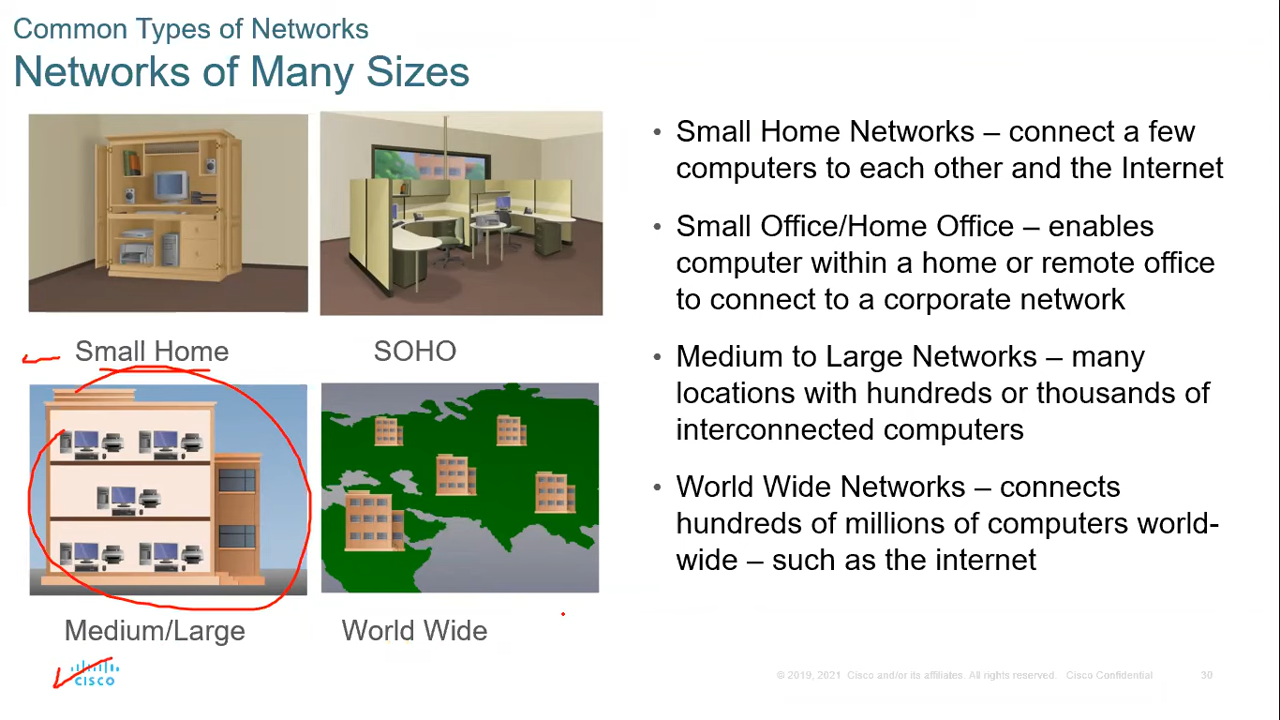 Common Types of Networks
Networks of Many Sizes
Small Home
SOHO
Medium/Large
World Wide
• Small Home Networks – connect a few
computers to each other and the Internet
• Small Office/Home Office – enables
computer within a home or remote office
to connect to a corporate network
• Medium to Large Networks – many
locations with hundreds or thousands of
interconnected computers
• World Wide Networks – connects
hundreds of millions of computers world-
wide – such as the internet
CISCO
© 2019, 2021 Cisco and/or its affiliates. All rights reserved. Cisco Confidential
30